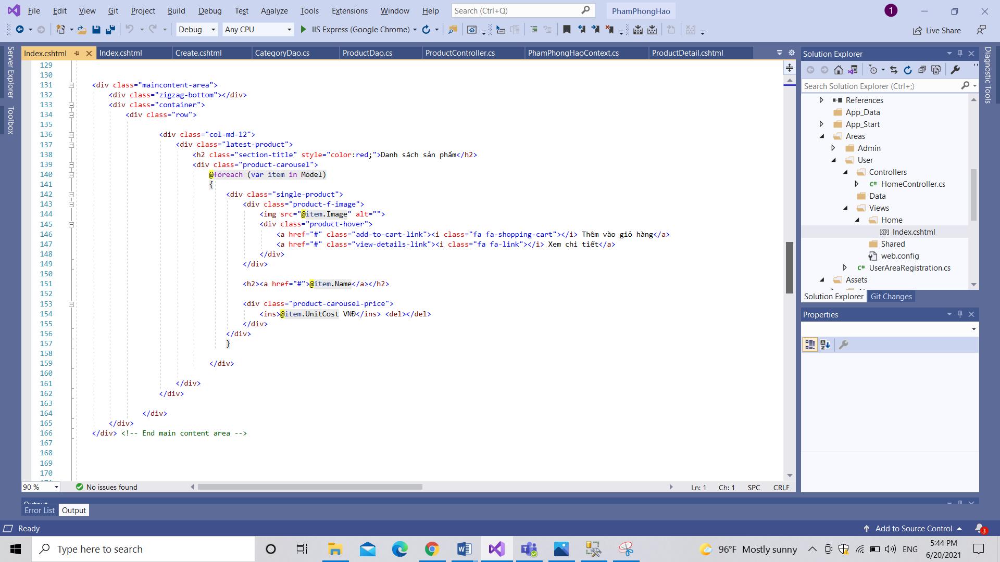 File Edit View Git Project Build Debug Test Analyze Tools Extensions Window Help Search (Ctrl+Q) PhamPhongHao 1
Debug Any CPU IIS Express (Google Chrome) Live Share
Server Explorer
Toolbox
Index.cshtml Index.cshtml Create.cshtml CategoryDao.cs ProductDao.cs ProductController.cs PhamPhongHaoContext.cs ProductDetail.cshtml
129
130
131 <div class="maincontent-area">
132 <div class="zigzag-bottom"></div>
133 <div class="container">
134 <div class="row">
135
136 <div class="col-md-12">
137 <div class="latest-product">
138 <h2 class="section-title" style="color:red;">Danh sách sản phẩm</h2>
139 <div class="product-carousel">
140 @foreach (var item in Model)
141 {
142 <div class="single-product">
143 <div class="product-f-image">
144 <img src="@item.Image" alt="">
145 <div class="product-hover">
146 <a href="#" class="add-to-cart-link"><i class="fa fa-shopping-cart"></i> Thêm vào giỏ hàng</a>
147 <a href="#" class="view-details-link"><i class="fa fa-link"></i> Xem chi tiết</a>
148 </div>
149 </div>
150
151 <h2><a href="#">@item.Name</a></h2>
152
153 <div class="product-carousel-price">
154 <ins>@item.UnitCost VNĐ</ins> <del></del>
155 </div>
156 </div>
157 }
158
159 </div>
160
161 </div>
162 </div>
163
164 </div>
165 </div>
166 </div> <!-- End main content area -->
167
168
169
170
90 % No issues found Ln: 1 Ch: 1 SPC CRLF
Solution Explorer
Search Solution Explorer (Ctrl+;)
References
App_Data
App_Start
Areas
Admin
User
Controllers
C# HomeController.cs
Data
Views
Home
[@] Index.cshtml
Shared
web.config
C# UserAreaRegistration.cs
Assets
Solution Explorer Git Changes
Properties
Diagnostic Tools
Output
Error List Output
Ready Add to Source Control 3
Type here to search 96°F Mostly sunny ENG 5:44 PM
6/20/2021